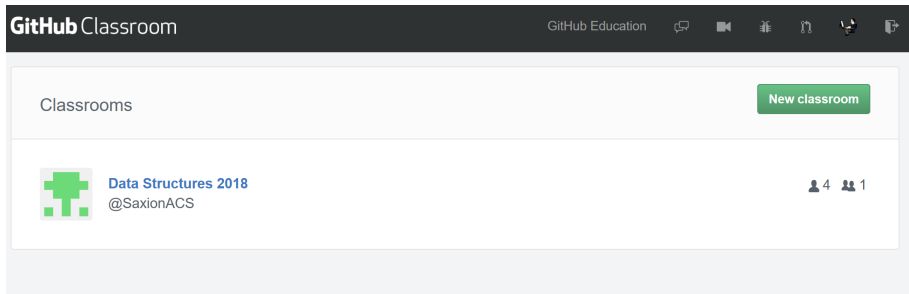 GitHub Classroom
GitHub Education
Classrooms
New classroom
Data Structures 2018
@SaxionACS
4 1